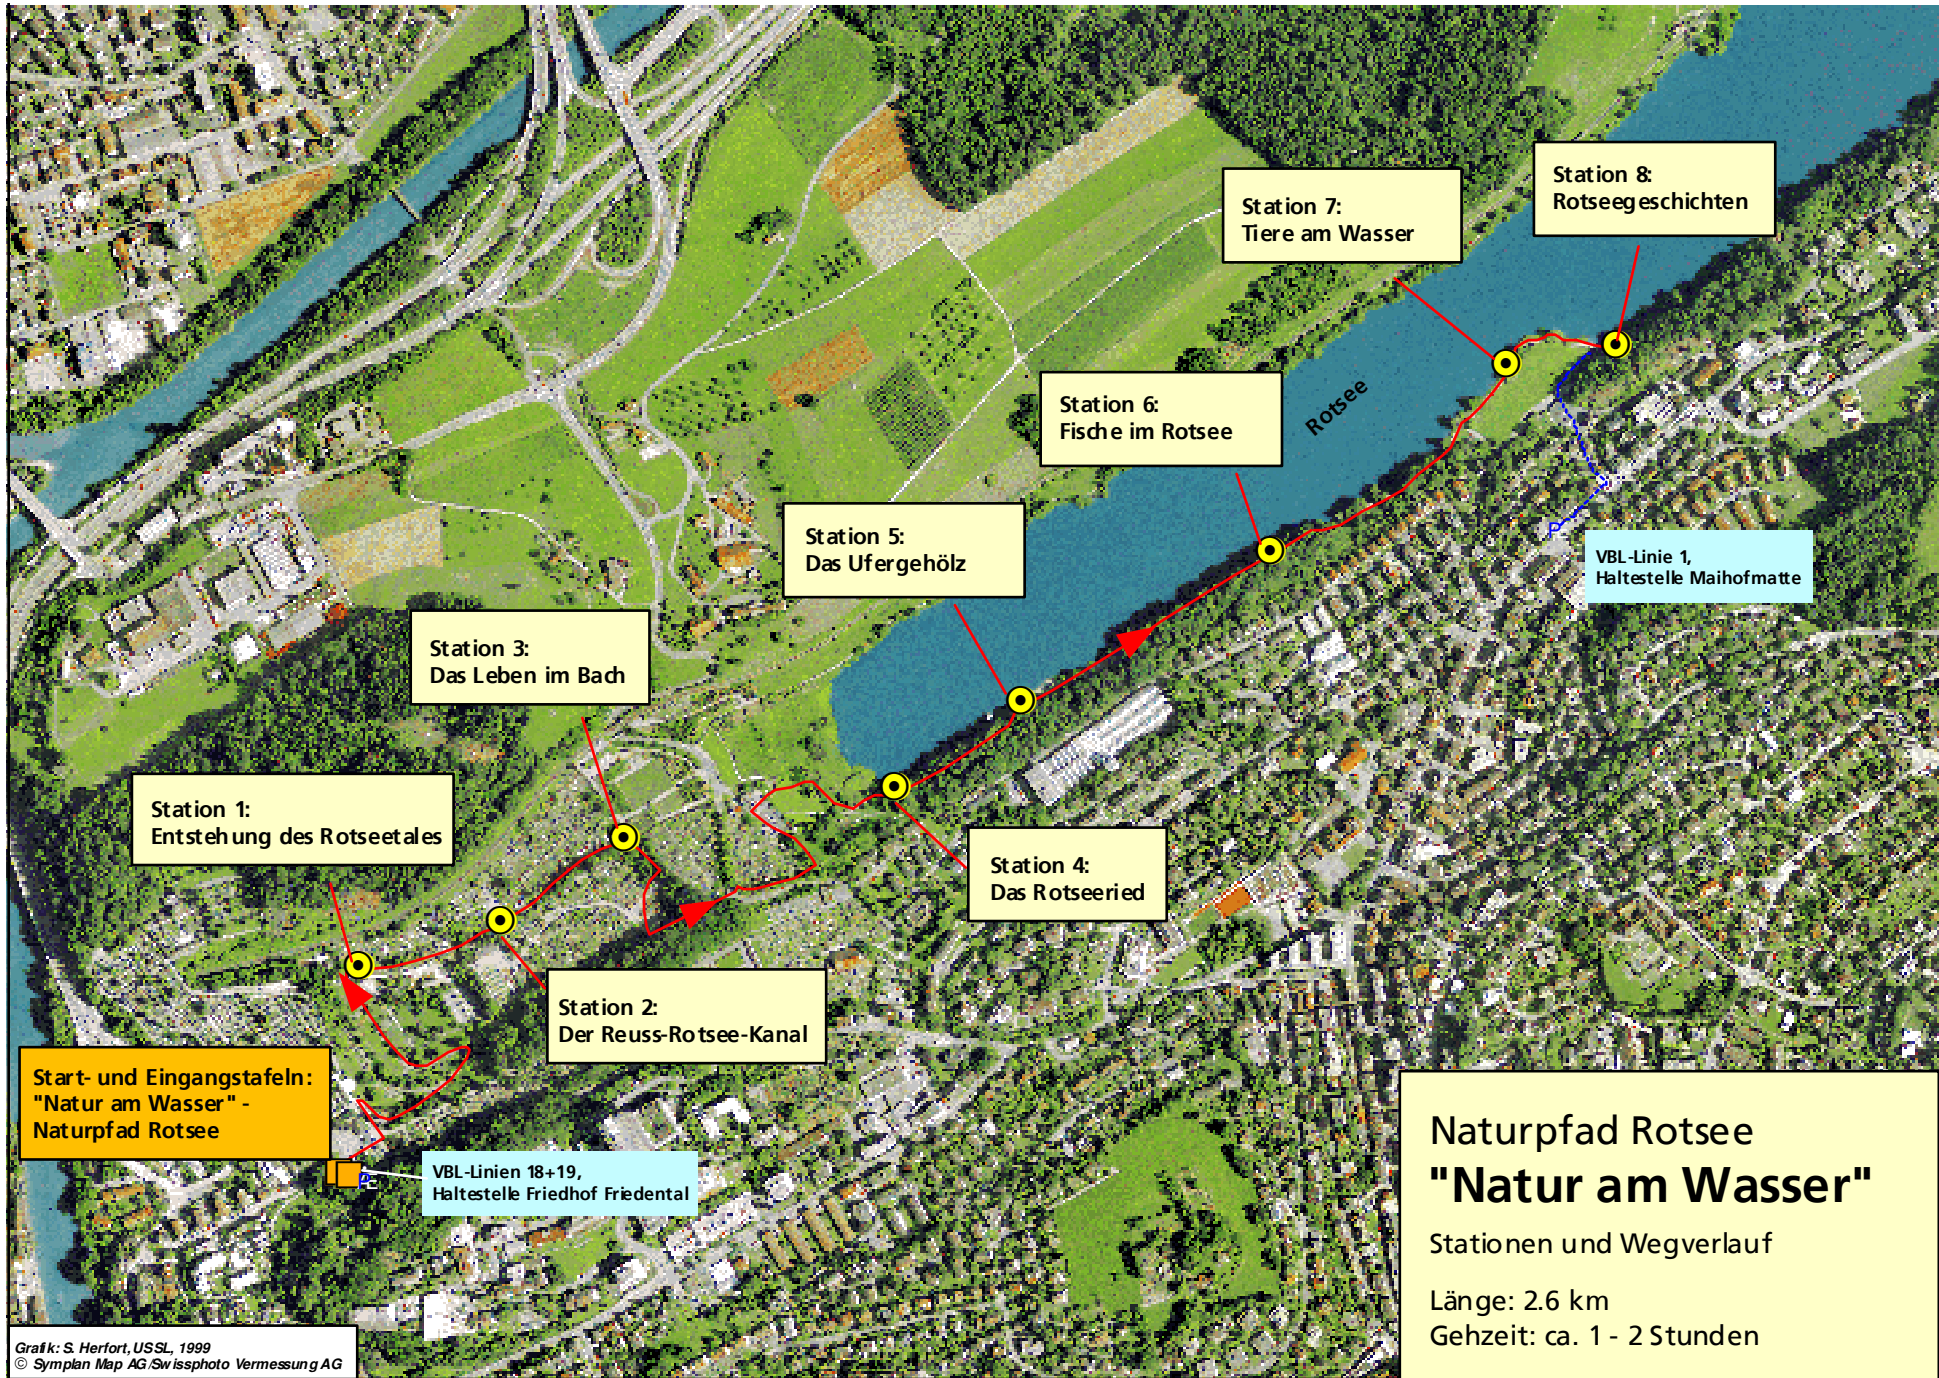 Station 8:
Rotseegeschichten
Station 7:
Tiere am Wasser
Station 6:
Fische im Rotsee
Rotsee
Station 5:
Das Ufergehölz
P
VBL-Linie 1,
Haltestelle Maihofmatte
Station 3:
Das Leben im Bach
Station 1:
Entstehung des Rotseetales
Station 4:
Das Rotseeried
Station 2:
Der Reuss-Rotsee-Kanal
Start- und Eingangstafeln:
"Natur am Wasser" -
Naturpfad Rotsee
P
VBL-Linien 18+19,
Haltestelle Friedhof Friedental
Naturpfad Rotsee
"Natur am Wasser"
Stationen und Wegverlauf
Länge: 2.6 km
Gehzeit: ca. 1 - 2 Stunden
Grafik: S. Herfort, USSL, 1999
© Symplan Map AG/Swissphoto Vermessung AG